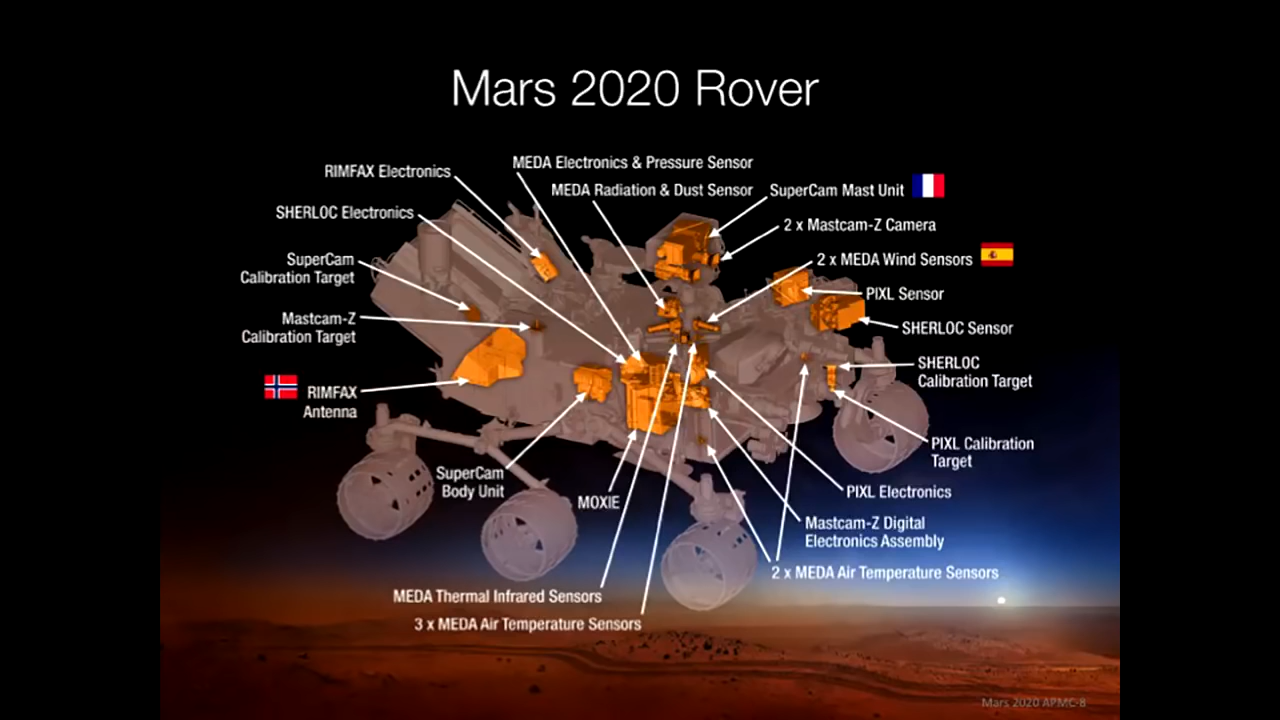 Mars 2020 Rover
MEDA Electronics & Pressure Sensor
RIMFAX Electronics
MEDA Radiation & Dust Sensor
SuperCam Mast Unit
SHERLOC Electronics
2 x Mastcam-Z Camera
SuperCam
Calibration Target
2 x MEDA Wind Sensors
PIXL Sensor
Mastcam-Z
Calibration Target
SHERLOC Sensor
SHERLOC
Calibration Target
RIMFAX
Antenna
PIXL Calibration
Target
SuperCam
Body Unit
MOXIE
PIXL Electronics
Mastcam-Z Digital
Electronics Assembly
2 x MEDA Air Temperature Sensors
MEDA Thermal Infrared Sensors
3 x MEDA Air Temperature Sensors
Mars 2020 APMC-8